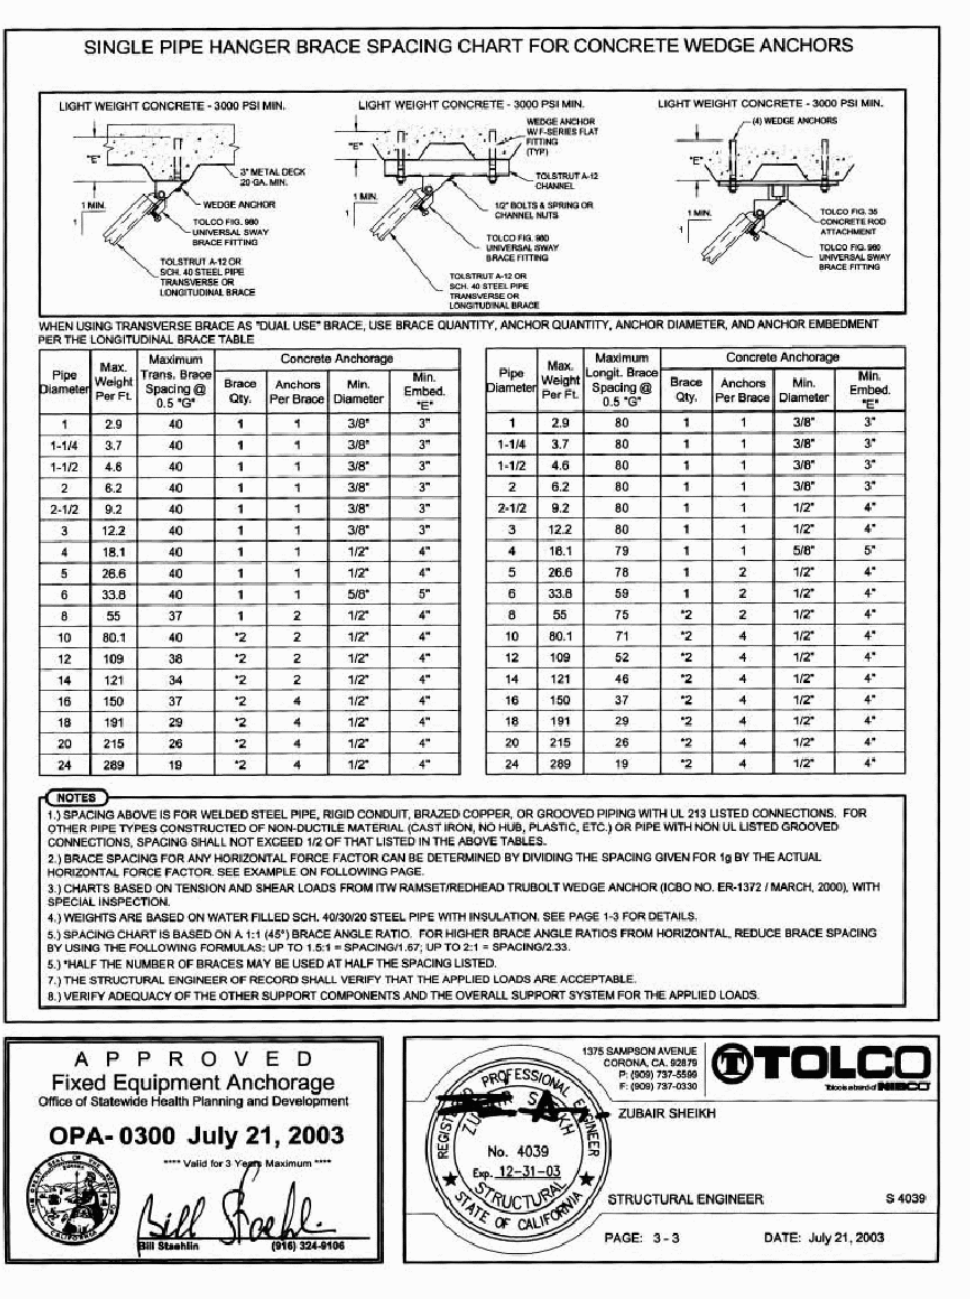 SINGLE PIPE HANGER BRACE SPACING CHART FOR CONCRETE WEDGE ANCHORS
LIGHT WEIGHT CONCRETE - 3000 PSI MIN.
"E"
3" METAL DECK
20 GA. MIN.
1 MIN.
1
WEDGE ANCHOR
TOLCO FIG. 980
UNIVERSAL SWAY
BRACE FITTING
TOLSTRUT A-12 OR
SCH. 40 STEEL PIPE
TRANSVERSE OR
LONGITUDINAL BRACE
LIGHT WEIGHT CONCRETE - 3000 PSI MIN.
WEDGE ANCHOR
W/ F-SERIES FLAT
FITTING
(TYP)
"E"
TOLSTRUT A-12
CHANNEL
1 MIN.
1
1/2" BOLTS & SPRING OR
CHANNEL NUTS
TOLCO FIG. 980
UNIVERSAL SWAY
BRACE FITTING
TOLSTRUT A-12 OR
SCH. 40 STEEL PIPE
TRANSVERSE OR
LONGITUDINAL BRACE
LIGHT WEIGHT CONCRETE - 3000 PSI MIN.
(4) WEDGE ANCHORS
"E"
1 MIN.
1
TOLCO FIG. 35
CONCRETE ROD
ATTACHMENT
TOLCO FIG. 980
UNIVERSAL SWAY
BRACE FITTING
WHEN USING TRANSVERSE BRACE AS "DUAL USE" BRACE, USE BRACE QUANTITY, ANCHOR QUANTITY, ANCHOR DIAMETER, AND ANCHOR EMBEDMENT
PER THE LONGITUDINAL BRACE TABLE
Pipe Diameter Max. Weight Per Ft. Maximum Trans. Brace Spacing @ 0.5 "G" Concrete Anchorage
Brace Qty. Anchors Per Brace Min. Diameter Min. Embed. "E"
1 2.9 40 1 1 3/8" 3"
1-1/4 3.7 40 1 1 3/8" 3"
1-1/2 4.6 40 1 1 3/8" 3"
2 6.2 40 1 1 3/8" 3"
2-1/2 9.2 40 1 1 3/8" 3"
3 12.2 40 1 1 3/8" 3"
4 18.1 40 1 1 1/2" 4"
5 26.6 40 1 1 1/2" 4"
6 33.8 40 1 1 5/8" 5"
8 55 37 1 2 1/2" 4"
10 80.1 40 *2 2 1/2" 4"
12 109 38 *2 2 1/2" 4"
14 121 34 *2 2 1/2" 4"
16 150 37 *2 4 1/2" 4"
18 191 29 *2 4 1/2" 4"
20 215 26 *2 4 1/2" 4"
24 289 19 *2 4 1/2" 4"
Pipe Diameter Max. Weight Per Ft. Maximum Longit. Brace Spacing @ 0.5 "G" Concrete Anchorage
Brace Qty. Anchors Per Brace Min. Diameter Min. Embed. "E"
1 2.9 80 1 1 3/8" 3"
1-1/4 3.7 80 1 1 3/8" 3"
1-1/2 4.6 80 1 1 3/8" 3"
2 6.2 80 1 1 3/8" 3"
2-1/2 9.2 80 1 1 1/2" 4"
3 12.2 80 1 1 1/2" 4"
4 18.1 79 1 1 5/8" 5"
5 26.6 78 1 2 1/2" 4"
6 33.8 59 1 2 1/2" 4"
8 55 75 *2 2 1/2" 4"
10 80.1 71 *2 4 1/2" 4"
12 109 52 *2 4 1/2" 4"
14 121 46 *2 4 1/2" 4"
16 150 37 *2 4 1/2" 4"
18 191 29 *2 4 1/2" 4"
20 215 26 *2 4 1/2" 4"
24 289 19 *2 4 1/2" 4"
NOTES
1.) SPACING ABOVE IS FOR WELDED STEEL PIPE, RIGID CONDUIT, BRAZED COPPER, OR GROOVED PIPING WITH UL 213 LISTED CONNECTIONS. FOR
OTHER PIPE TYPES CONSTRUCTED OF NON-DUCTILE MATERIAL (CAST IRON, NO HUB, PLASTIC, ETC.) OR PIPE WITH NON UL LISTED GROOVED
CONNECTIONS, SPACING SHALL NOT EXCEED 1/2 OF THAT LISTED IN THE ABOVE TABLES.
2.) BRACE SPACING FOR ANY HORIZONTAL FORCE FACTOR CAN BE DETERMINED BY DIVIDING THE SPACING GIVEN FOR 1g BY THE ACTUAL
HORIZONTAL FORCE FACTOR. SEE EXAMPLE ON FOLLOWING PAGE.
3.) CHARTS BASED ON TENSION AND SHEAR LOADS FROM ITW RAMSET/REDHEAD TRUBOLT WEDGE ANCHOR (ICBO NO. ER-1372 / MARCH, 2000), WITH
SPECIAL INSPECTION.
4.) WEIGHTS ARE BASED ON WATER FILLED SCH. 40/30/20 STEEL PIPE WITH INSULATION. SEE PAGE 1-3 FOR DETAILS.
5.) SPACING CHART IS BASED ON A 1:1 (45°) BRACE ANGLE RATIO. FOR HIGHER BRACE ANGLE RATIOS FROM HORIZONTAL, REDUCE BRACE SPACING
BY USING THE FOLLOWING FORMULAS: UP TO 1.5:1 = SPACING/1.67; UP TO 2:1 = SPACING/2.33.
5.) *HALF THE NUMBER OF BRACES MAY BE USED AT HALF THE SPACING LISTED.
7.) THE STRUCTURAL ENGINEER OF RECORD SHALL VERIFY THAT THE APPLIED LOADS ARE ACCEPTABLE.
8.) VERIFY ADEQUACY OF THE OTHER SUPPORT COMPONENTS AND THE OVERALL SUPPORT SYSTEM FOR THE APPLIED LOADS.
APPROVED
Fixed Equipment Anchorage
Office of Statewide Health Planning and Development
OPA-0300 July 21, 2003
**** Valid for 3 Years Maximum ****
Bill Staehlin
Bill Staehlin (916) 324-9106
REGISTERED PROFESSIONAL ENGINEER
No. 4039
Exp. 12-31-03
STRUCTURAL
STATE OF CALIFORNIA
1375 SAMPSON AVENUE
CORONA, CA. 92879
P: (909) 737-5599
F: (909) 737-0330
TOLCO
Tolco is a brand of NIBCO
ZUBAIR SHEIKH
STRUCTURAL ENGINEER S 4039
PAGE: 3 - 3 DATE: July 21, 2003